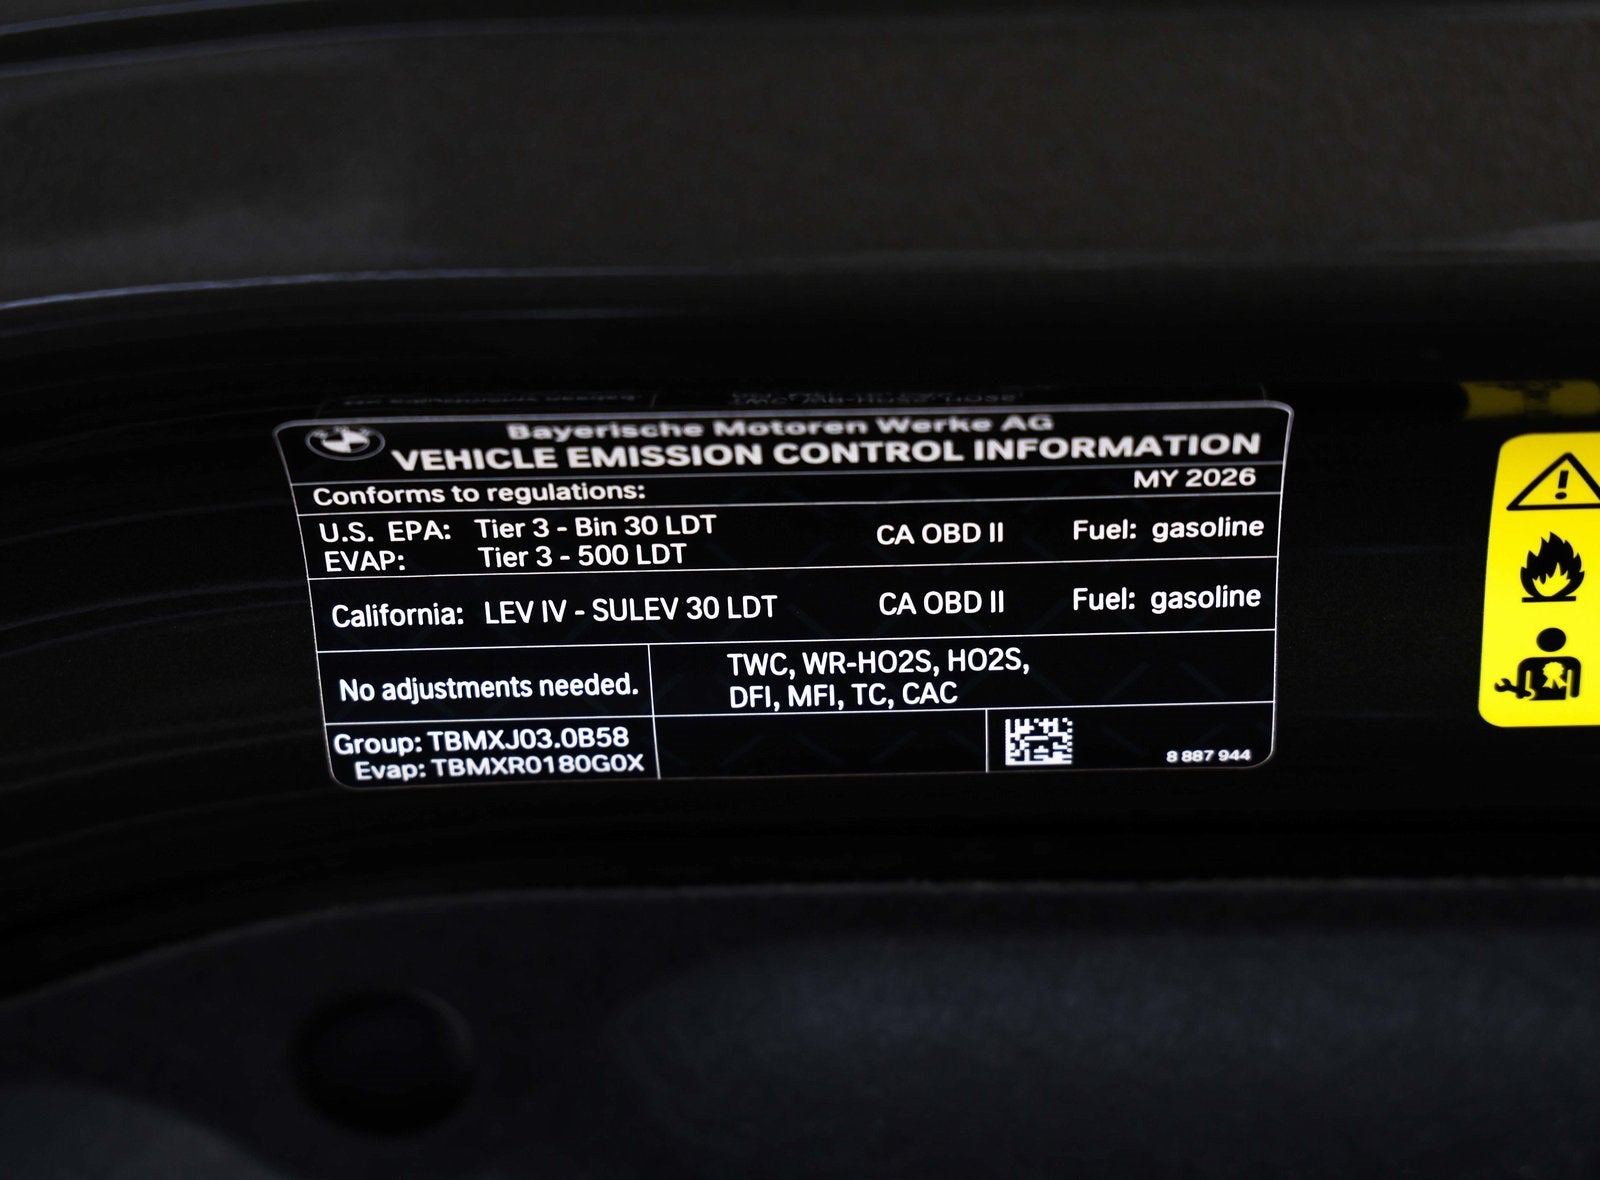 Bayerische Motoren Werke AG
VEHICLE EMISSION CONTROL INFORMATION
Conforms to regulations: MY 2026
U.S. EPA: Tier 3 - Bin 30 LDT CA OBD II Fuel: gasoline
EVAP: Tier 3 - 500 LDT
California: LEV IV - SULEV 30 LDT CA OBD II Fuel: gasoline
No adjustments needed.
TWC, WR-HO2S, HO2S,
DFI, MFI, TC, CAC
Group: TBMXJ03.0B58
Evap: TBMXR0180G0X
8 887 944